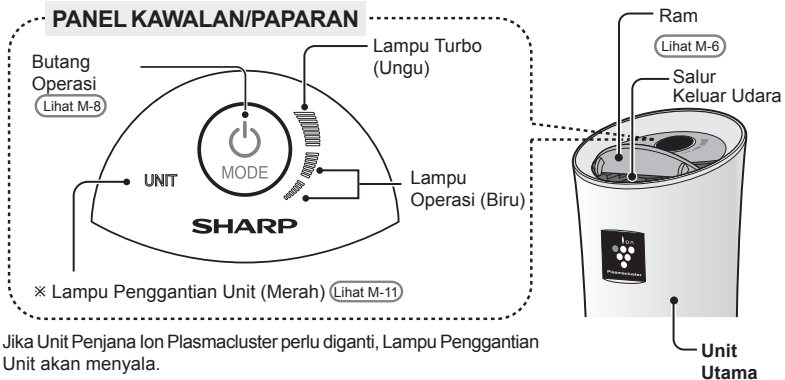 PANEL KAWALAN/PAPARAN
Butang
Operasi
Lihat M-8
Lampu Turbo
(Ungu)
MODE
UNIT
Lampu
Operasi (Biru)
SHARP
※ Lampu Penggantian Unit (Merah) Lihat M-11
Ram
Lihat M-6
Salur
Keluar Udara
Ion
Plasmacluster
Unit
Utama
Jika Unit Penjana Ion Plasmacluster perlu diganti, Lampu Penggantian
Unit akan menyala.